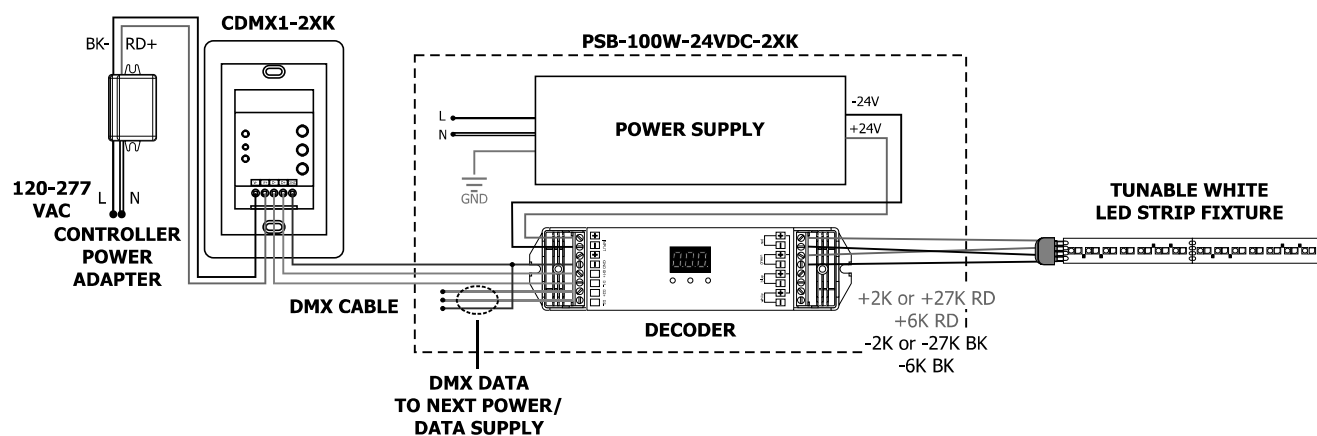 CDMX1-2XK
BK-
RD+
PSB-100W-24VDC-2XK
L
N
GND
POWER SUPPLY
-24V
+24V
120-277
VAC
L
N
CONTROLLER
POWER
ADAPTER
TUNABLE WHITE
LED STRIP FIXTURE
DMX CABLE
DECODER
+2K or +27K RD
+6K RD
-2K or -27K BK
-6K BK
DMX DATA
TO NEXT POWER/
DATA SUPPLY